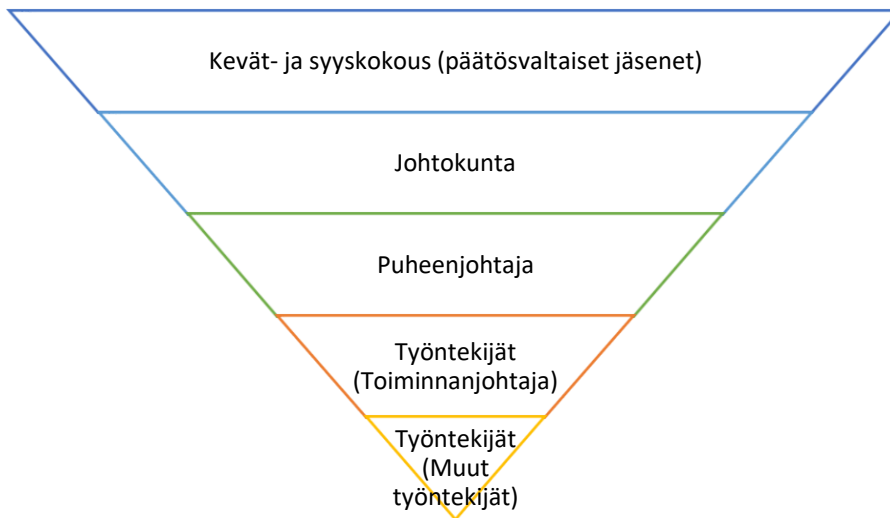 Kevät- ja syyskokous (päätösvaltaiset jäsenet)
Johtokunta
Puheenjohtaja
Työntekijät
(Toiminnanjohtaja)
Työntekijät
(Muut
työntekijät)